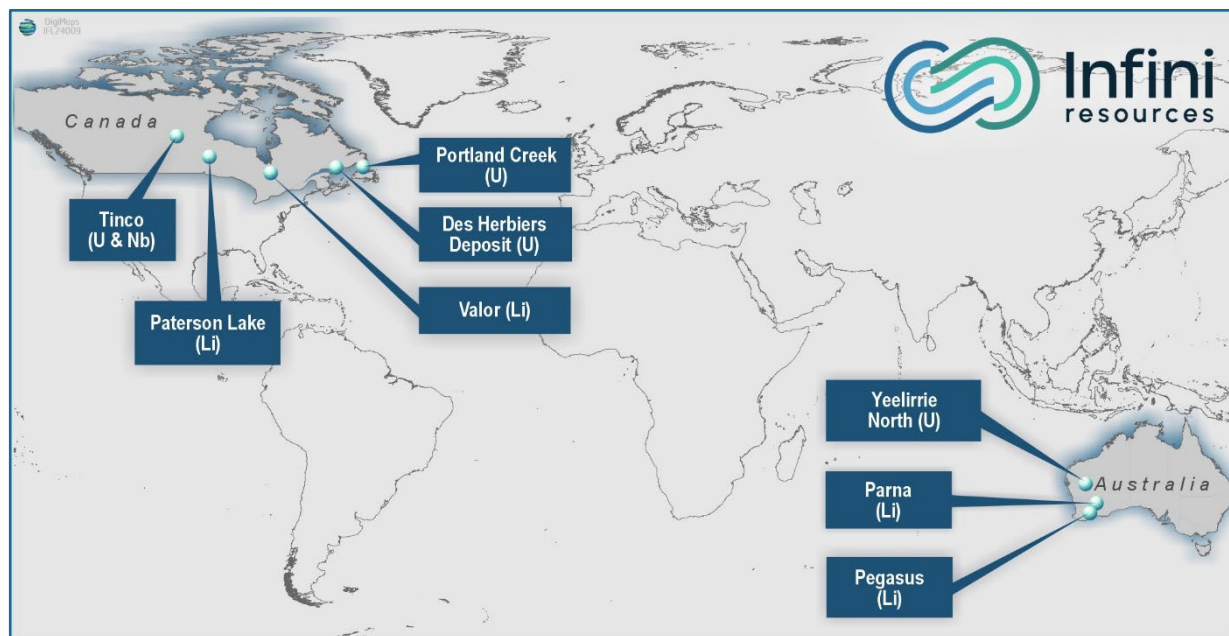 DigiMaps
IFL24009
Infini
resources
Canada
Portland Creek
(U)
Tinco
(U & Nb)
Des Herbiers
Deposit (U)
Paterson Lake
(Li)
Valor (Li)
Yeelirrie
North (U)
Australia
Parna
(Li)
Pegasus
(Li)